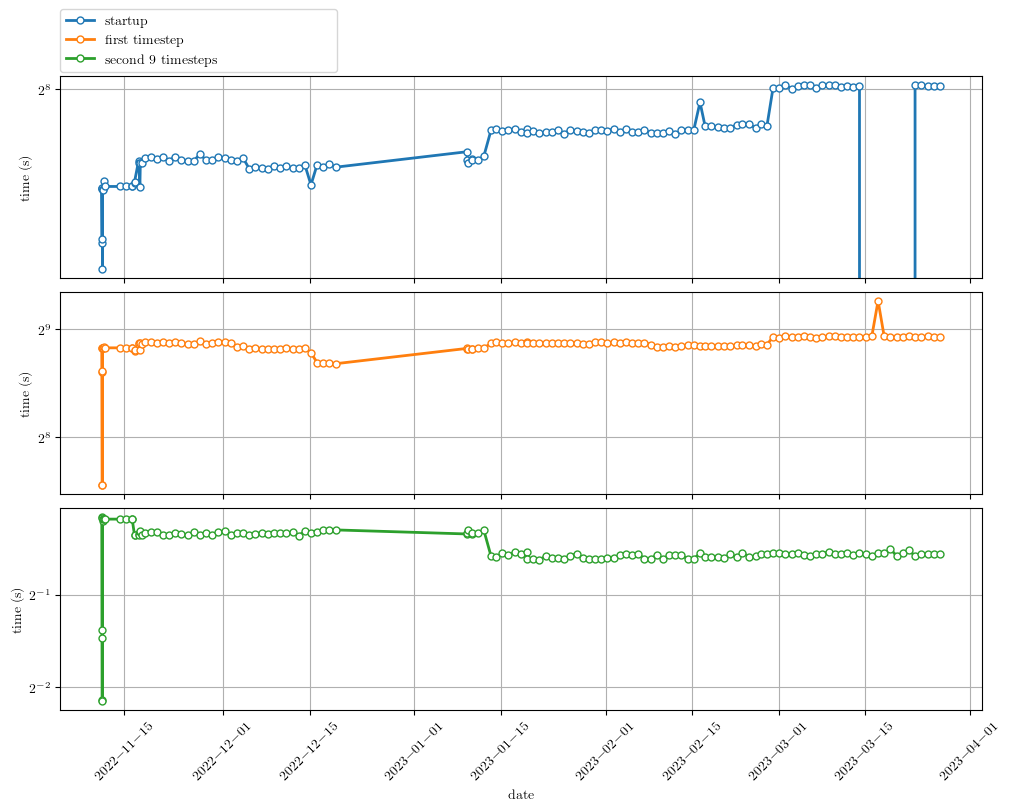 startup
first timestep
second 9 timesteps
2^8
time (s)
2^9
2^8
time (s)
2^−1
2^−2
time (s)
2022−11−15
2022−12−01
2022−12−15
2023−01−01
2023−01−15
2023−02−01
2023−02−15
2023−03−01
2023−03−15
2023−04−01
date